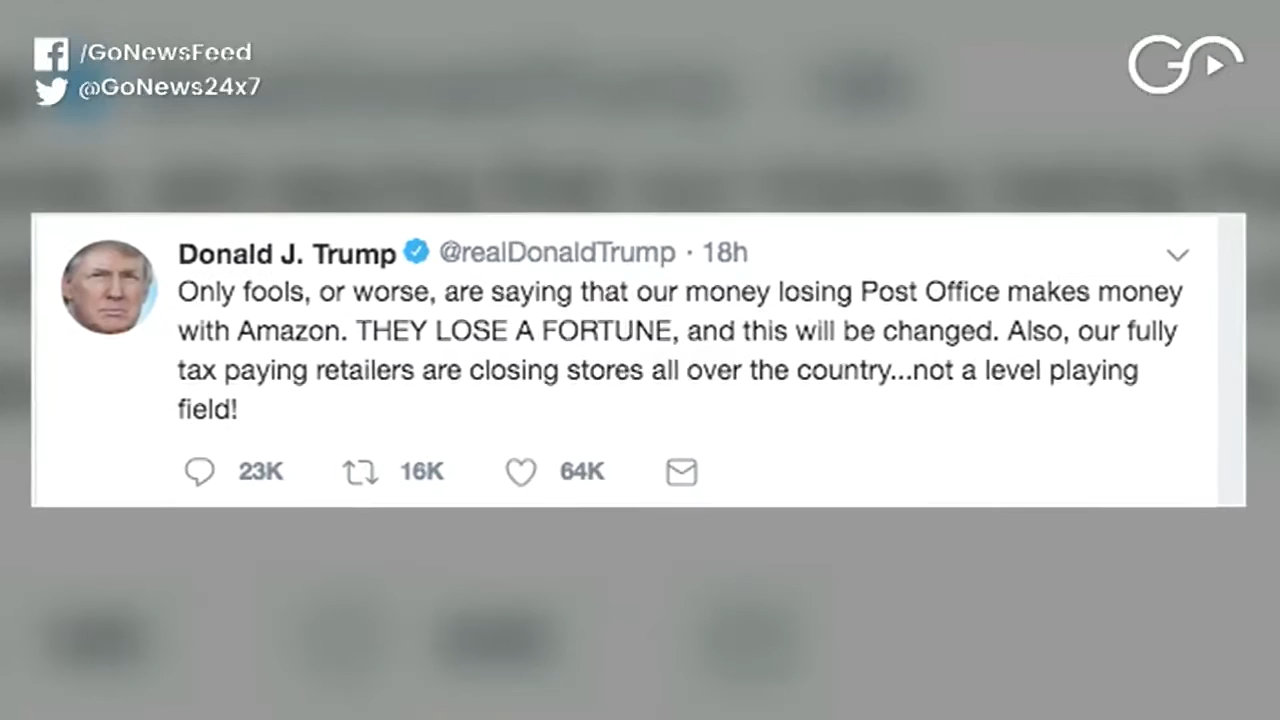 /GoNewsFeed
@GoNews24x7
GO
Donald J. Trump @realDonaldTrump · 18h
Only fools, or worse, are saying that our money losing Post Office makes money
with Amazon. THEY LOSE A FORTUNE, and this will be changed. Also, our fully
tax paying retailers are closing stores all over the country...not a level playing
field!
23K 16K 64K